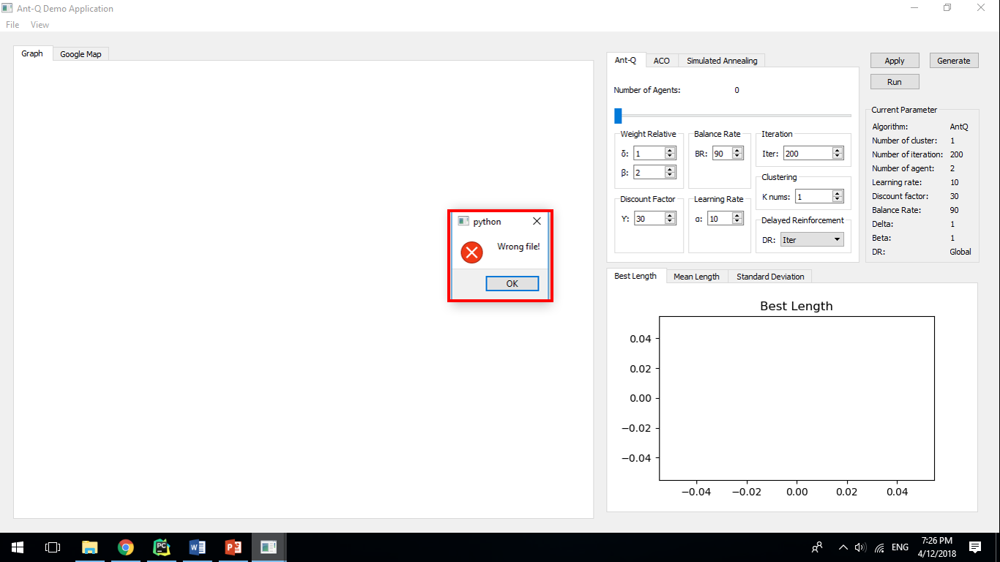 Ant-Q Demo Application
File View
Graph Google Map
Ant-Q ACO Simulated Annealing
Number of Agents: 0
Weight Relative
δ: 1
β: 2
Balance Rate
BR: 90
Iteration
Iter: 200
Clustering
K nums: 1
Discount Factor
Y: 30
Learning Rate
α: 10
Delayed Reinforcement
DR: Iter
Apply Generate
Run
Current Parameter
Algorithm: AntQ
Number of cluster: 1
Number of iteration: 200
Number of agent: 2
Learning rate: 10
Discount factor: 30
Balance Rate: 90
Delta: 1
Beta: 1
DR: Global
python
Wrong file!
OK
Best Length Mean Length Standard Deviation
Best Length
0.04
0.02
0.00
−0.02
−0.04
−0.04 −0.02 0.00 0.02 0.04
PC W P ENG
7:26 PM
4/12/2018